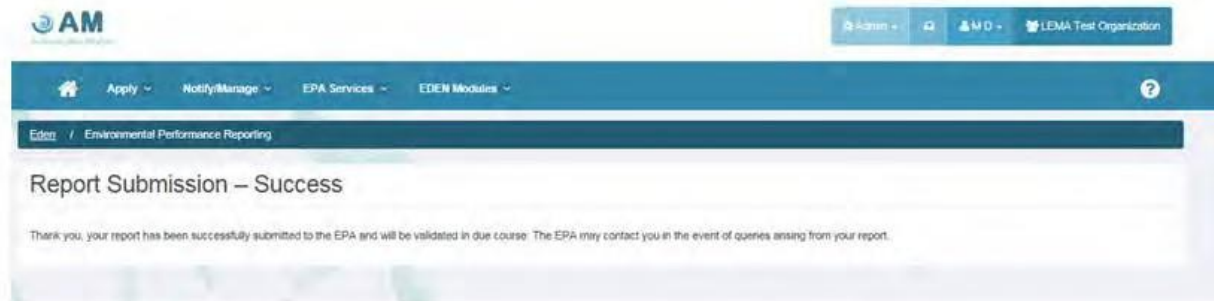 AM
Admin M D LEMA Test Organization
Apply Notify/Manage EPA Services EDEN Modules ?
Eden / Environmental Performance Reporting
Report Submission – Success
Thank you, your report has been successfully submitted to the EPA and will be validated in due course. The EPA may contact you in the event of queries arising from your report.